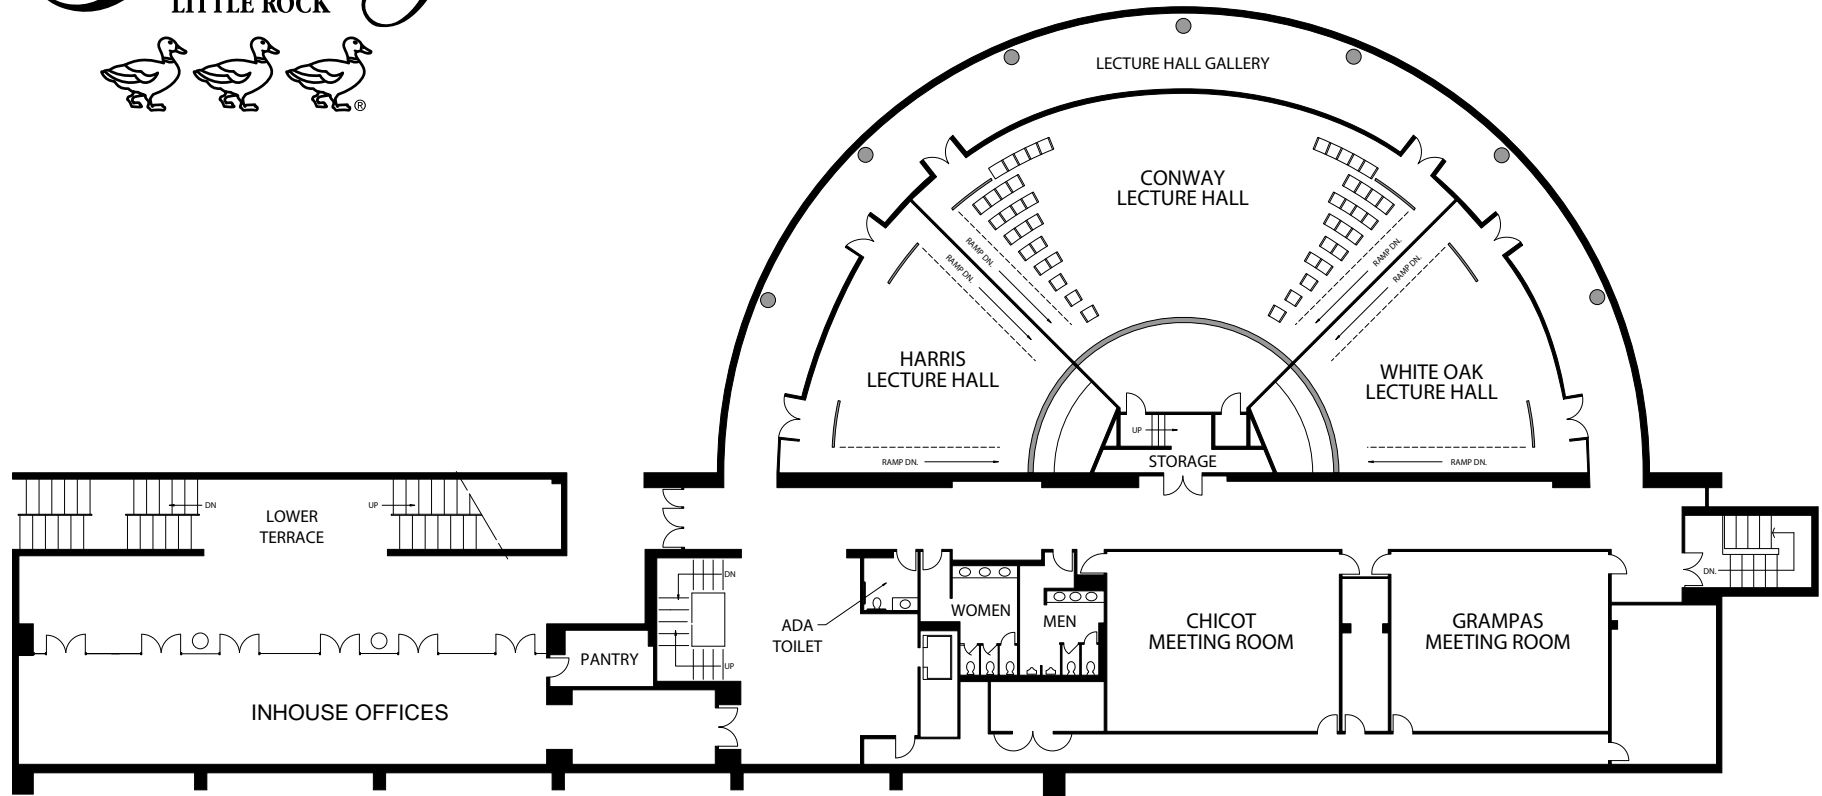 LITTLE ROCK
®
LECTURE HALL GALLERY
CONWAY
LECTURE HALL
RAMP DN.
RAMP DN.
RAMP DN.
RAMP DN.
HARRIS
LECTURE HALL
WHITE OAK
LECTURE HALL
UP
RAMP DN.
STORAGE
RAMP DN.
DN
UP
LOWER
TERRACE
DN
DN.
WOMEN
MEN
ADA
TOILET
CHICOT
MEETING ROOM
GRAMPAS
MEETING ROOM
PANTRY
UP
INHOUSE OFFICES